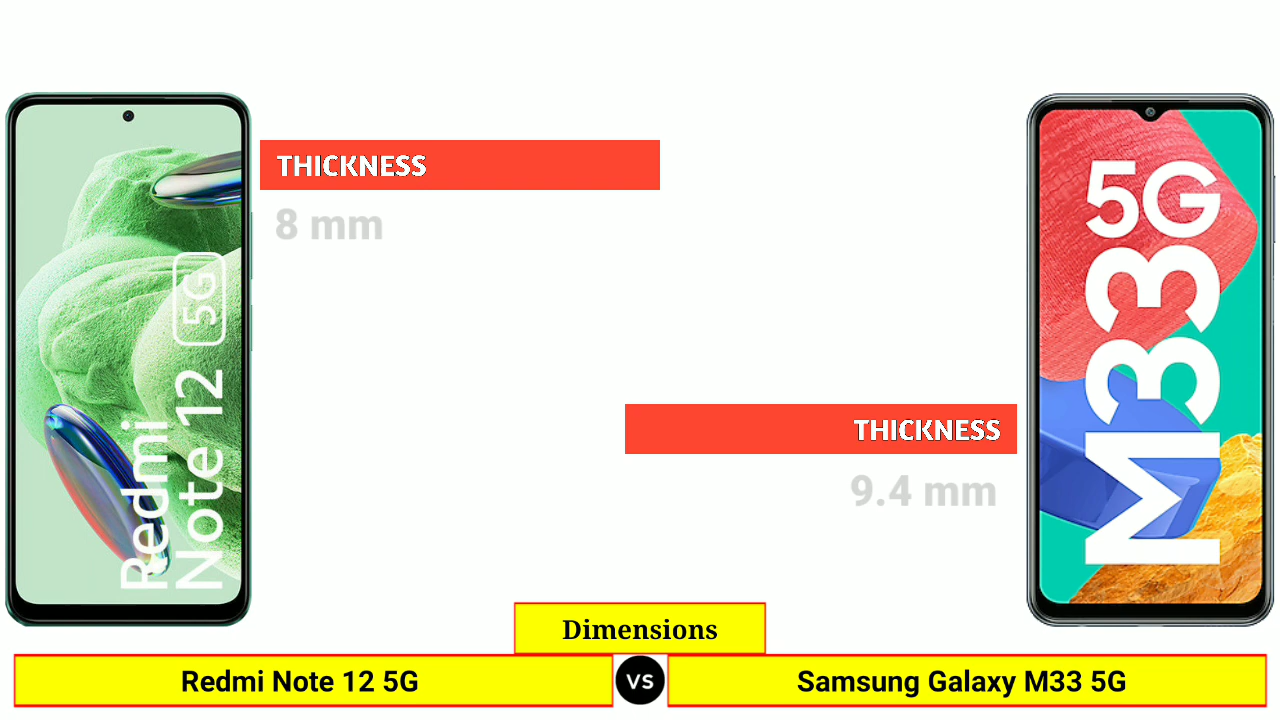 THICKNESS
8 mm
Redmi
Note 12 5G
THICKNESS
9.4 mm
M33 5G
Dimensions
Redmi Note 12 5G
VS
Samsung Galaxy M33 5G